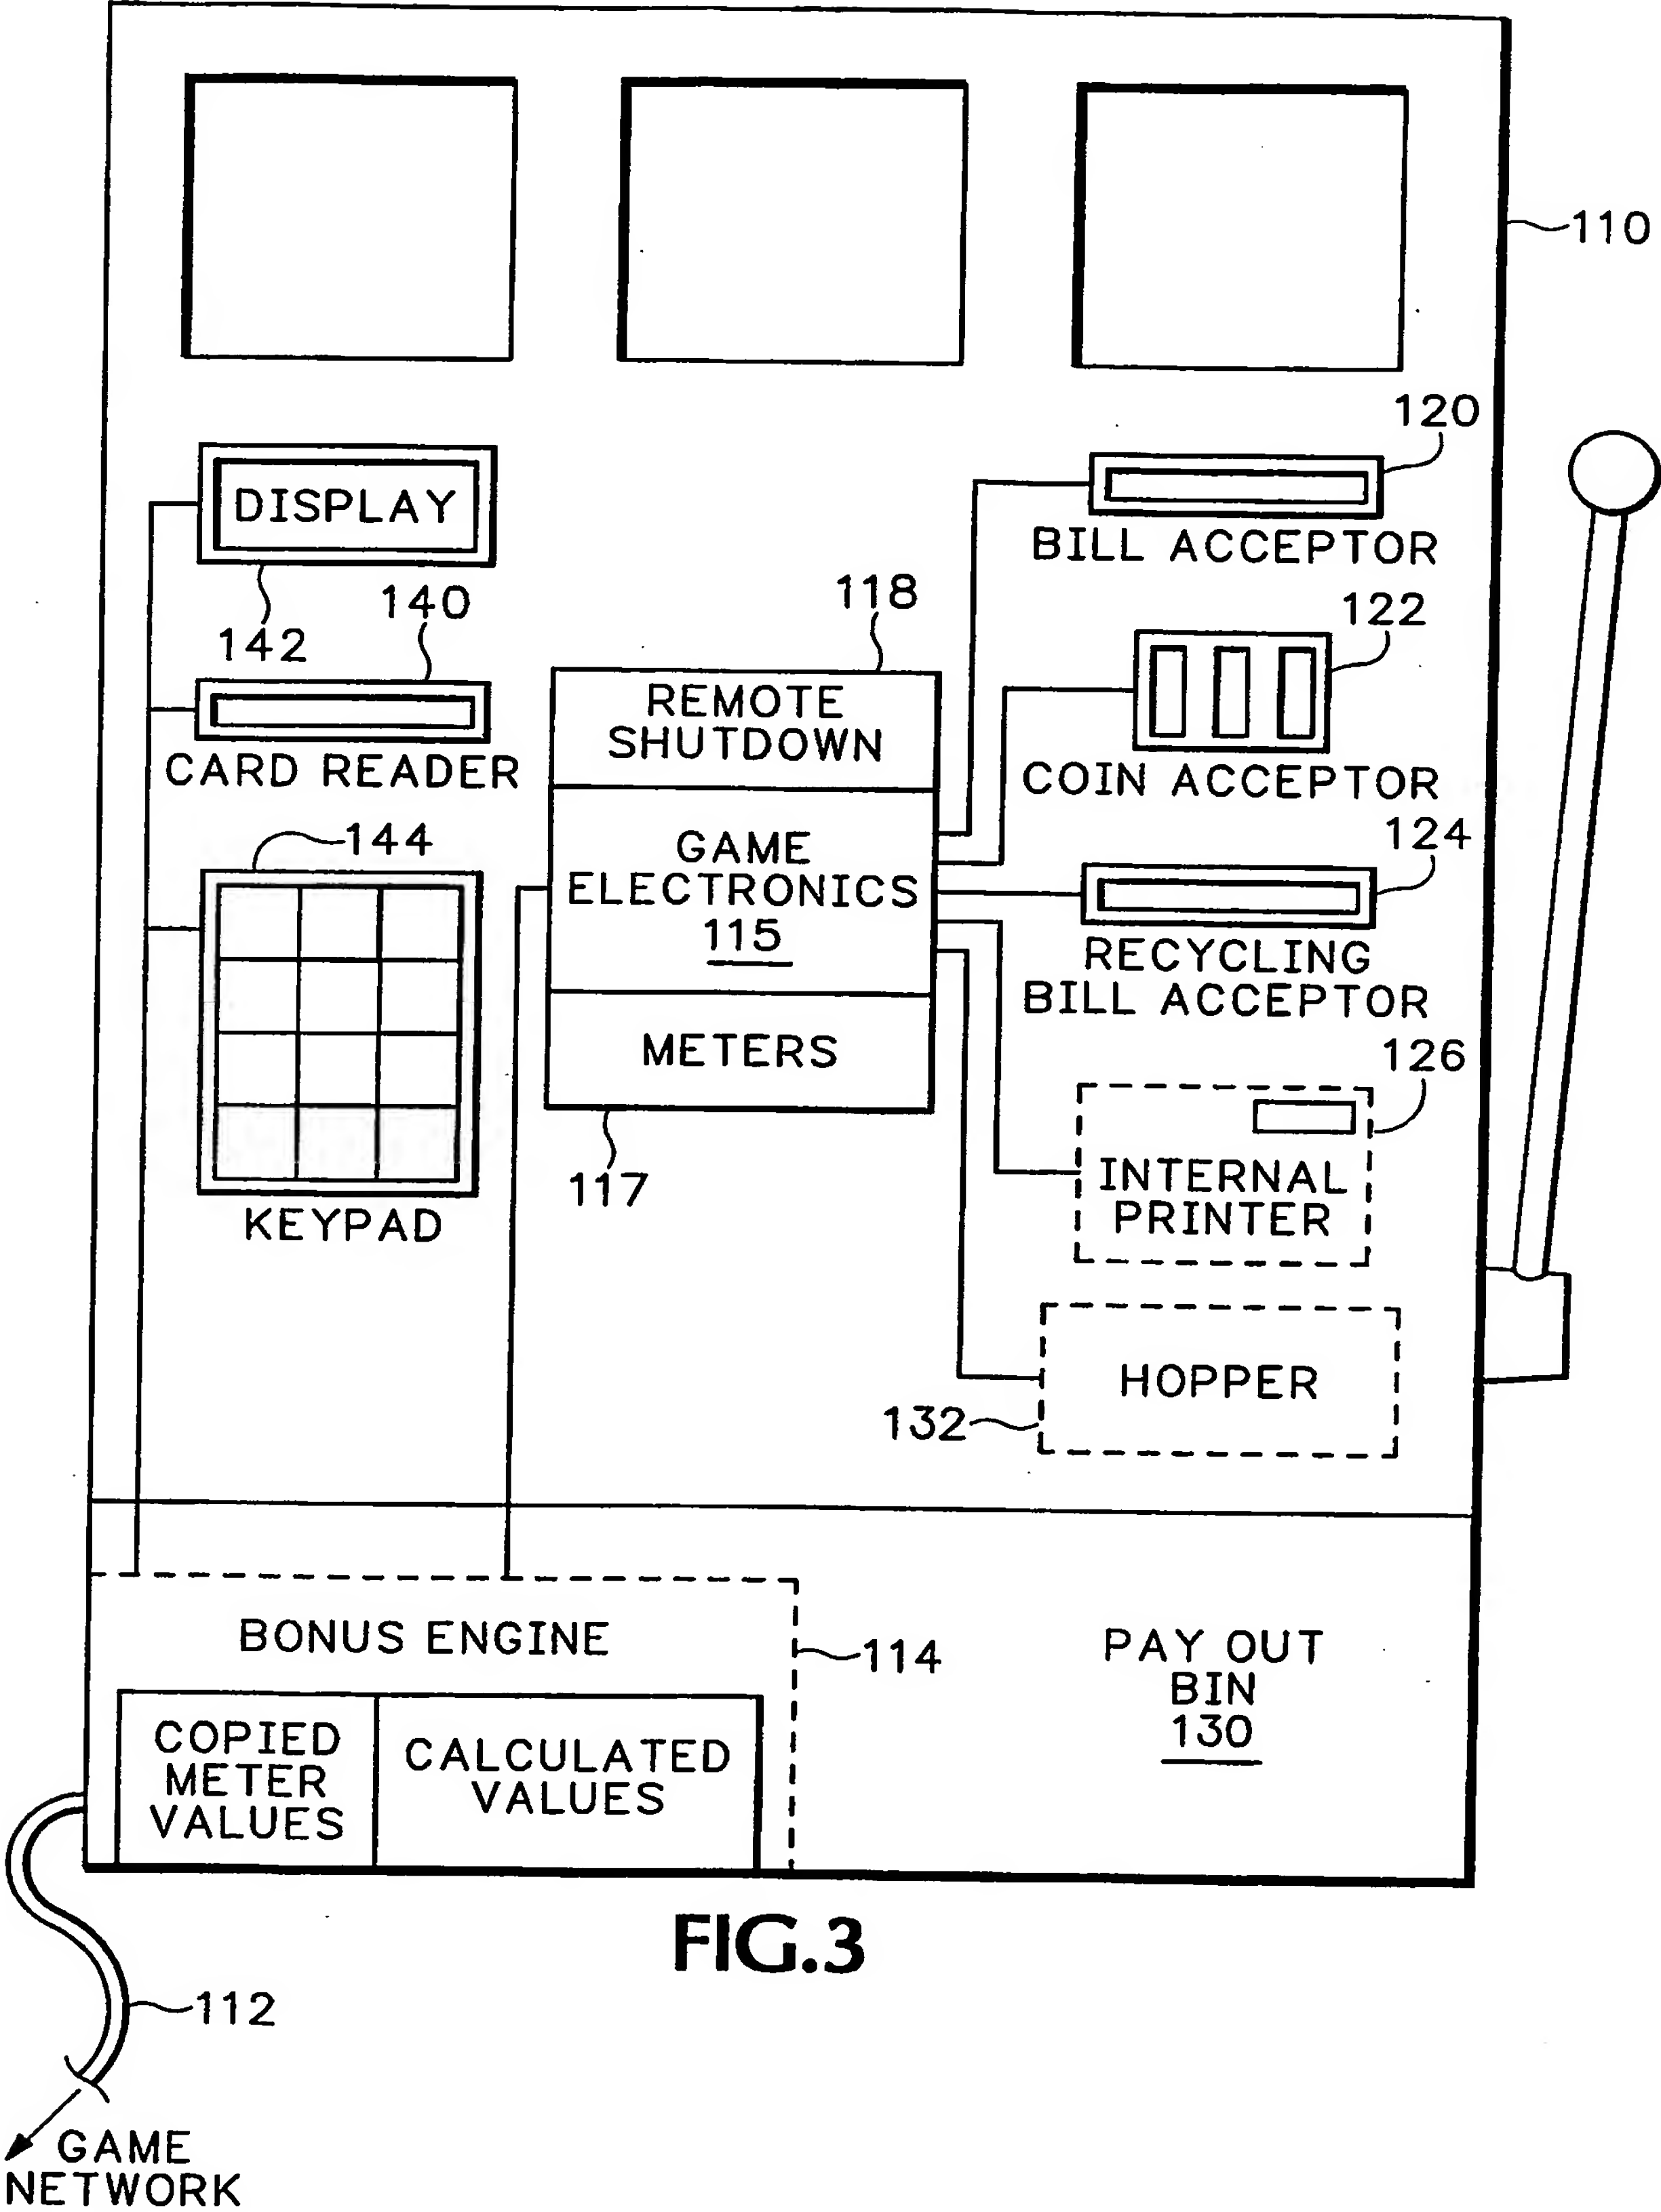 110
120
DISPLAY
BILL ACCEPTOR
142
140
118
122
REMOTE
SHUTDOWN
CARD READER
COIN ACCEPTOR
144
124
GAME
ELECTRONICS
115
RECYCLING
BILL ACCEPTOR
METERS
126
117
INTERNAL
PRINTER
KEYPAD
HOPPER
132
BONUS ENGINE
114
PAY OUT
BIN
130
COPIED
METER
VALUES
CALCULATED
VALUES
FIG.3
112
GAME
NETWORK